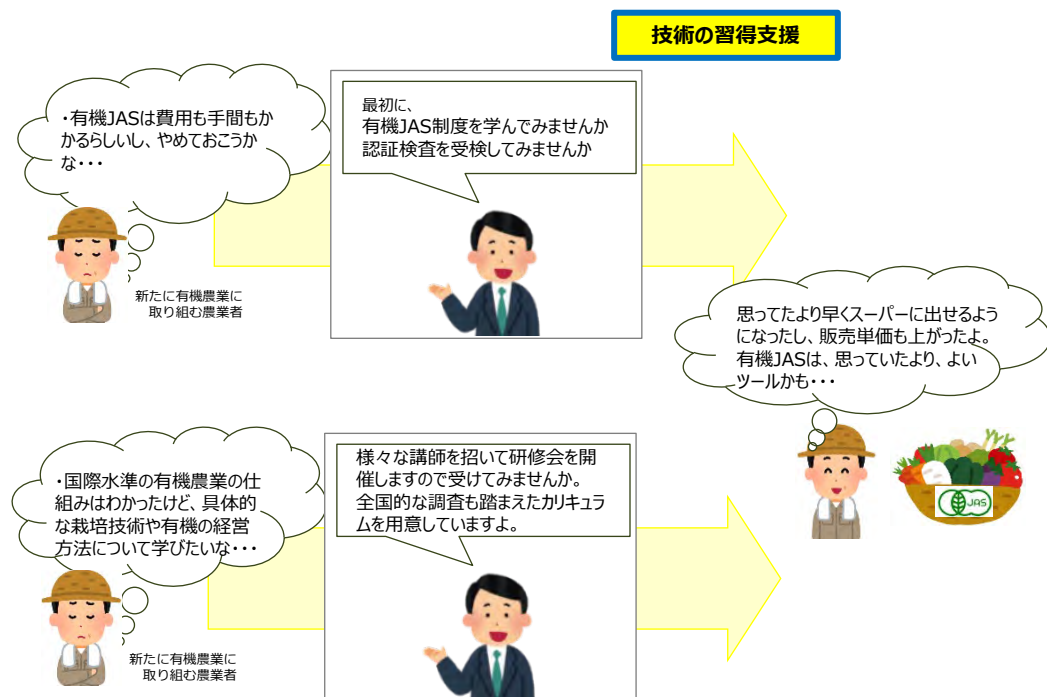 技術の習得支援
・有機JASは費用も手間もか
かるらしいし、やめておこうか
な・・・
最初に、
有機JAS制度を学んでみませんか
認証検査を受検してみませんか
新たに有機農業に
取り組む農業者
思ってたより早くスーパーに出せるよう
になったし、販売単価も上がったよ。
有機JASは、思っていたより、よい
ツールかも・・・
JAS
・国際水準の有機農業の仕
組みはわかったけど、具体的
な栽培技術や有機の経営
方法について学びたいな・・・
様々な講師を招いて研修会を開
催しますので受けてみませんか。
全国的な調査も踏まえたカリキュラ
ムを用意していますよ。
新たに有機農業に
取り組む農業者